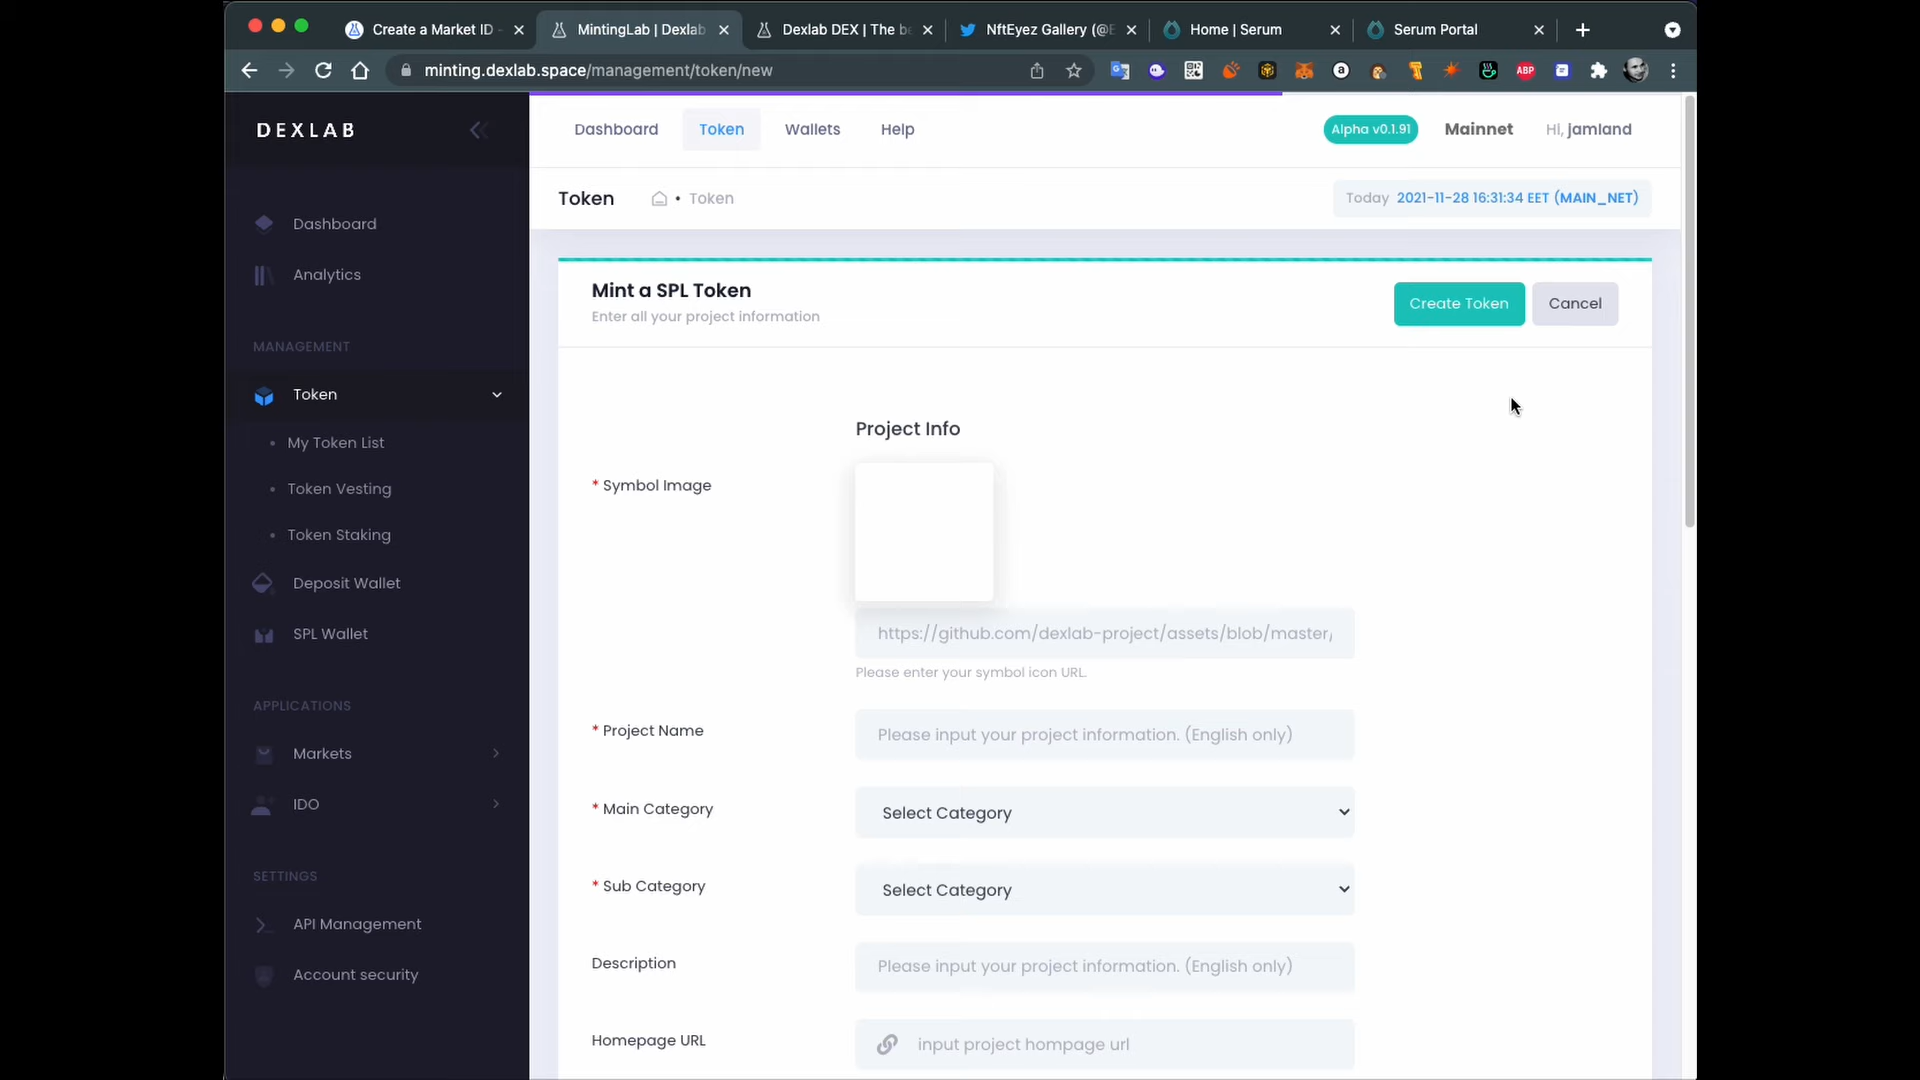 Create a Market ID -
MintingLab | Dexlab
Dexlab DEX | The be
NftEyez Gallery (@E
Home | Serum
Serum Portal
minting.dexlab.space/management/token/new
ABP
DEXLAB
Dashboard
Token
Wallets
Help
Alpha v0.1.91
Mainnet
Hi, jamland
Token
Token
Today 2021-11-28 16:31:34 EET (MAIN_NET)
Dashboard
Analytics
MANAGEMENT
Token
My Token List
Token Vesting
Token Staking
Deposit Wallet
SPL Wallet
APPLICATIONS
Markets
IDO
SETTINGS
API Management
Account security
Mint a SPL Token
Enter all your project information
Create Token
Cancel
Project Info
* Symbol Image
https://github.com/dexlab-project/assets/blob/master/
Please enter your symbol icon URL.
* Project Name
Please input your project information. (English only)
* Main Category
Select Category
* Sub Category
Select Category
Description
Please input your project information. (English only)
Homepage URL
input project hompage url